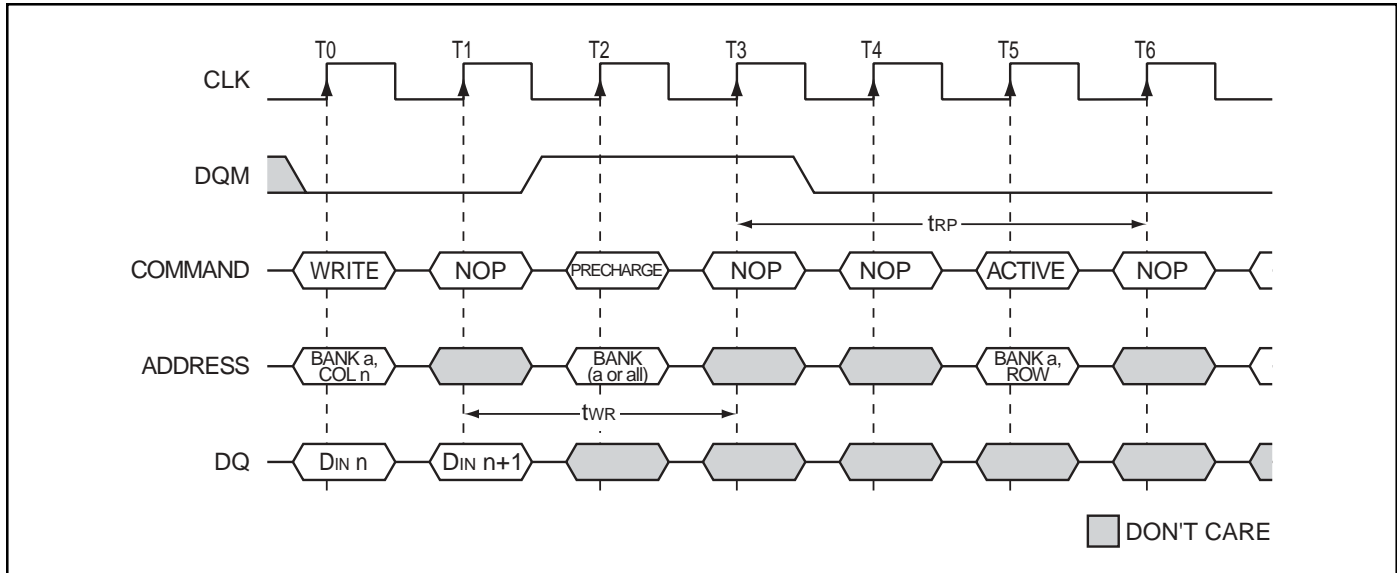 T0 T1 T2 T3 T4 T5 T6
CLK
DQM
tRP
COMMAND WRITE NOP PRECHARGE NOP NOP ACTIVE NOP
ADDRESS BANK a, BANK BANK a,
COL n (a or all) ROW
tWR
DQ DIN n DIN n+1
DON'T CARE